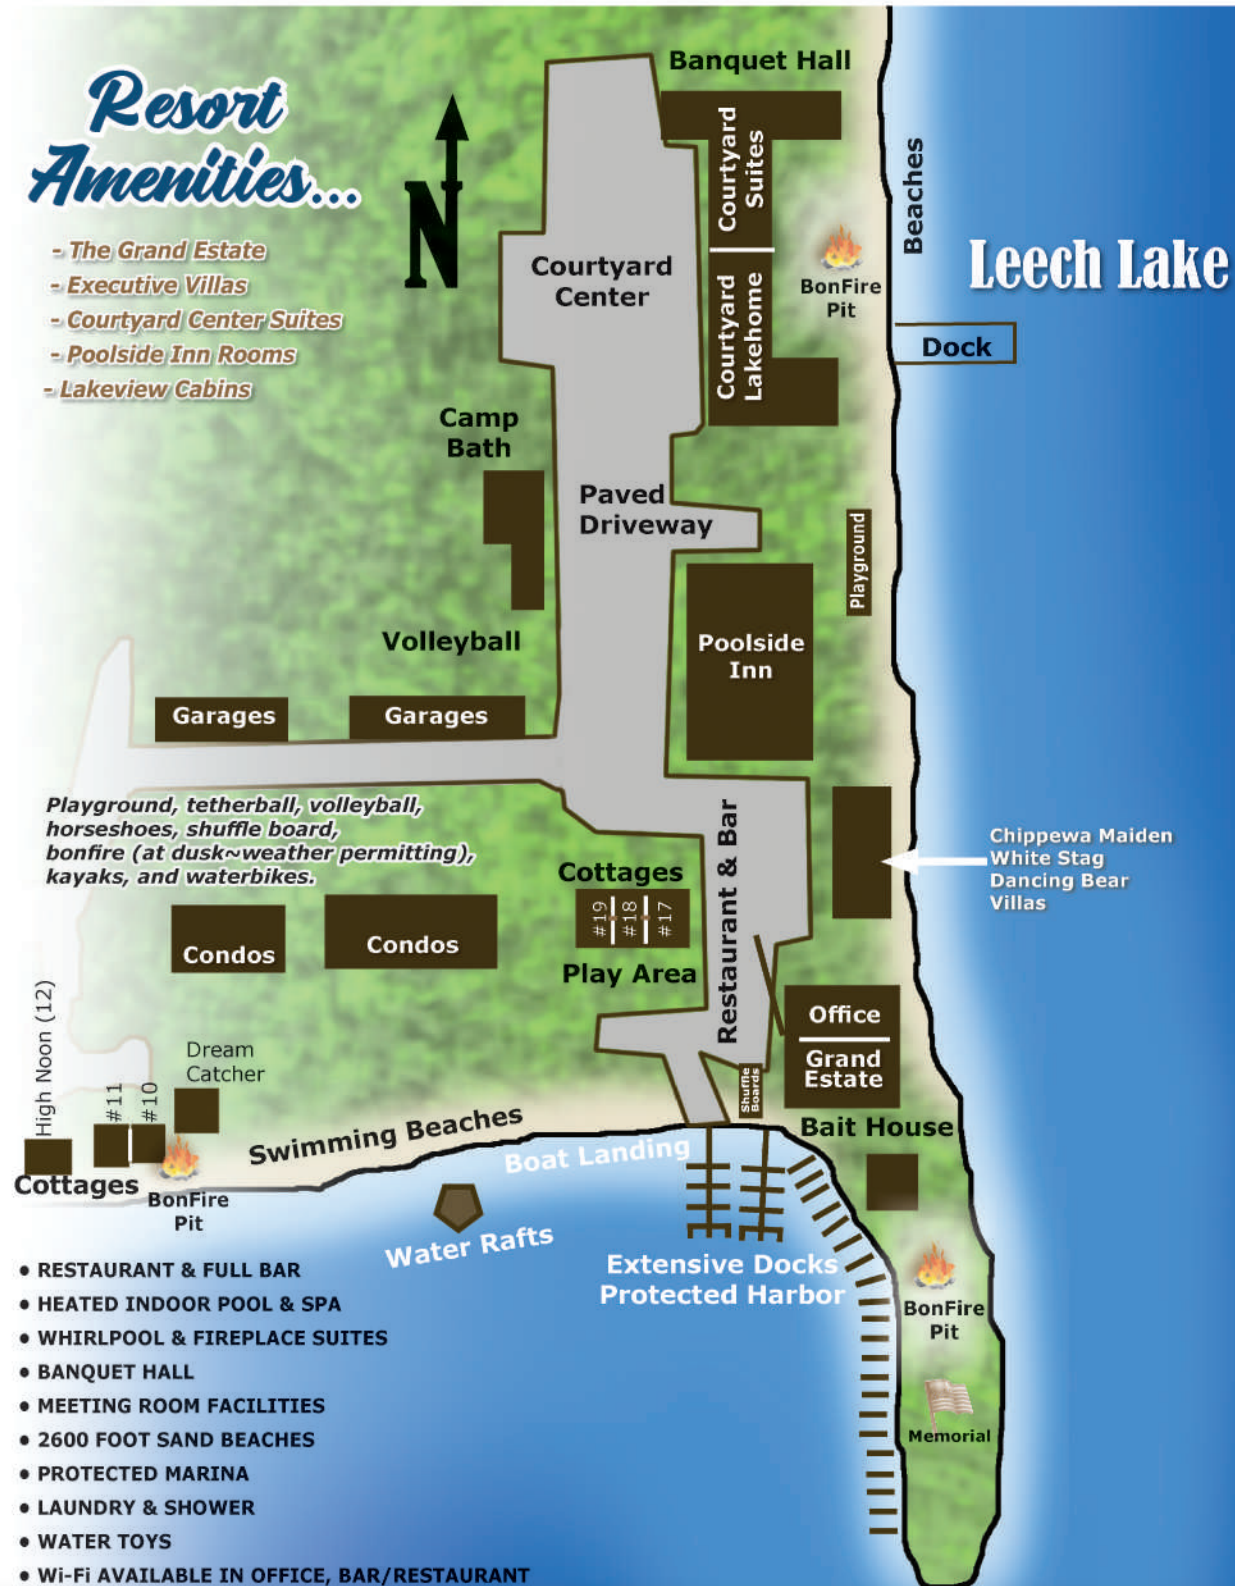 Resort
Amenities...
- The Grand Estate
- Executive Villas
- Courtyard Center Suites
- Poolside Inn Rooms
- Lakeview Cabins
N
Banquet Hall
Courtyard
Suites
Courtyard
Lakehome
Courtyard
Center
BonFire
Pit
Beaches
Leech Lake
Dock
Camp
Bath
Paved
Driveway
Playground
Volleyball
Poolside
Inn
Garages
Garages
Playground, tetherball, volleyball,
horseshoes, shuffle board,
bonfire (at dusk~weather permitting),
kayaks, and waterbikes.
Chippewa Maiden
White Stag
Dancing Bear
Villas
Restaurant & Bar
Cottages
#19
#18
#17
Play Area
Condos
Condos
Office
Grand
Estate
Shuffle
Boards
High Noon (12)
#11
#10
Dream
Catcher
Cottages
BonFire
Pit
Swimming Beaches
Boat Landing
Bait House
Water Rafts
Extensive Docks
Protected Harbor
BonFire
Pit
Memorial
• RESTAURANT & FULL BAR
• HEATED INDOOR POOL & SPA
• WHIRLPOOL & FIREPLACE SUITES
• BANQUET HALL
• MEETING ROOM FACILITIES
• 2600 FOOT SAND BEACHES
• PROTECTED MARINA
• LAUNDRY & SHOWER
• WATER TOYS
• Wi-Fi AVAILABLE IN OFFICE, BAR/RESTAURANT